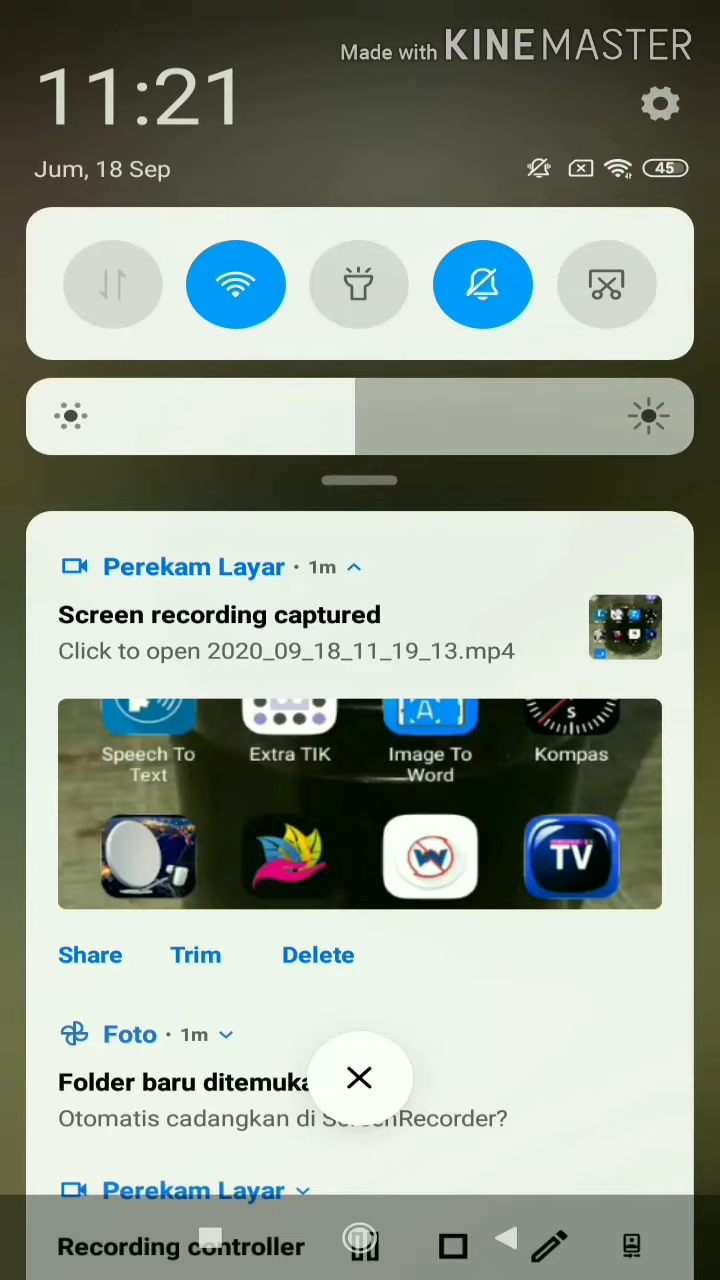 Made with KINEMASTER
11:21
Jum, 18 Sep
45
Perekam Layar · 1m
Screen recording captured
Click to open 2020_09_18_11_19_13.mp4
Speech To Text
Extra TIK
Image To Word
Kompas
A
S
W
TV
Share Trim Delete
Foto · 1m
Folder baru
Otomatis cadangkan di
Perekam Layar
Recording controller